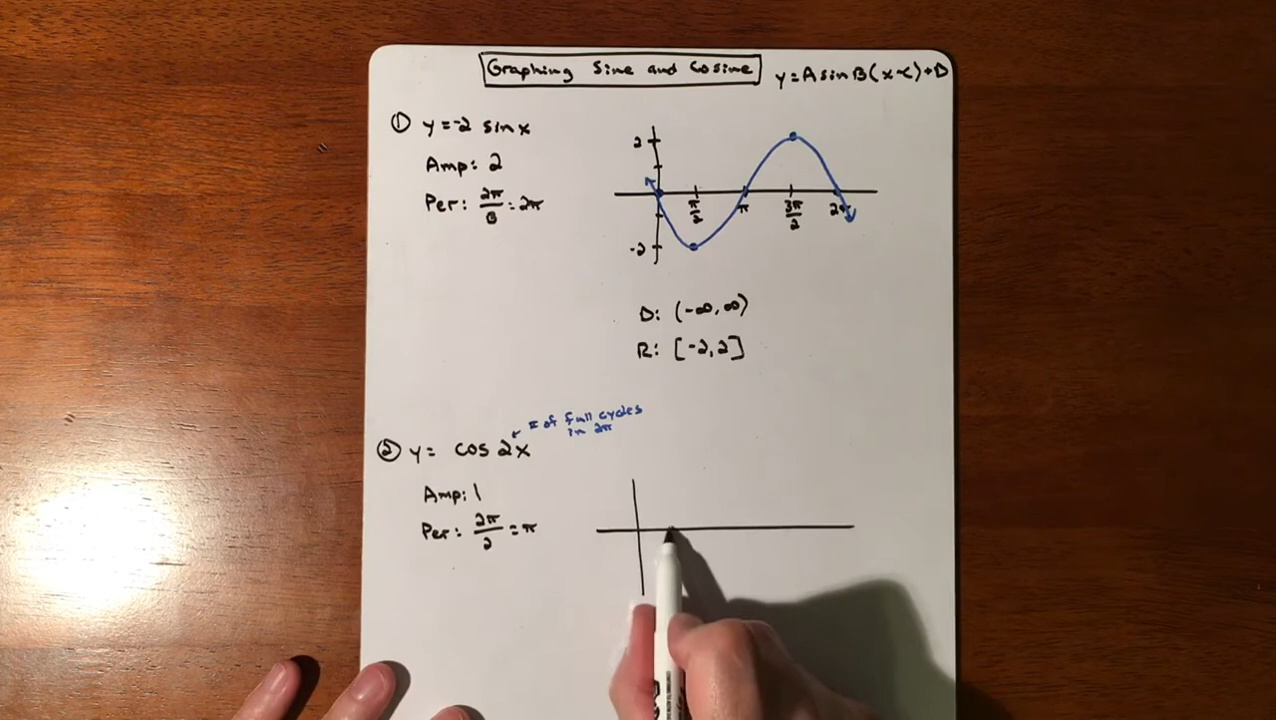 Graphing Sine and Cosine
y = A sin B(x-c)+D
① y = -2 sin x
Amp: 2
Per: 2π/B = 2π
2
-2
π/2 π 3π/2 2π
D: (-∞, ∞)
R: [-2, 2]
# of full cycles
in 2π
② y = cos 2x
Amp: 1
Per: 2π/2 = π